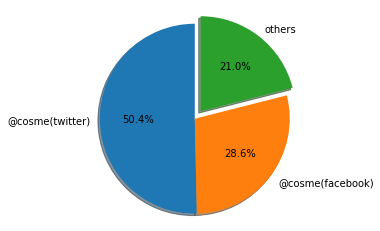 others
21.0%
@cosme(twitter)
50.4%
28.6%
@cosme(facebook)